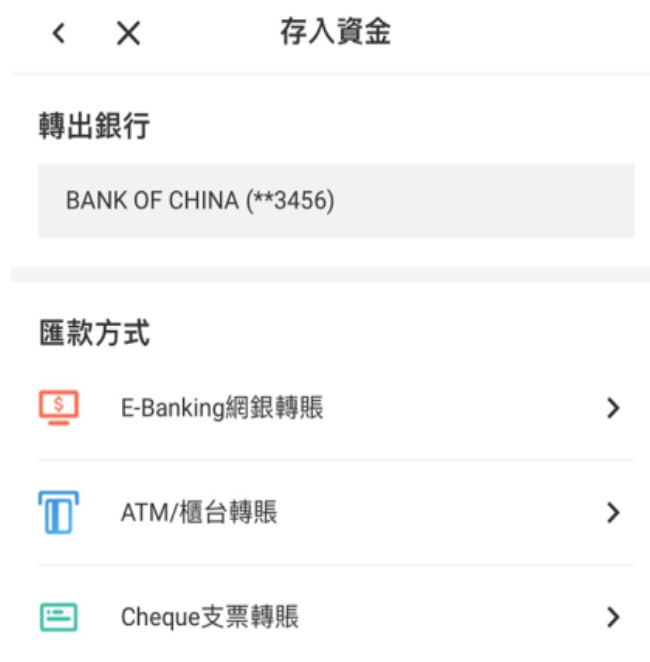 存入資金
轉出銀行
BANK OF CHINA (**3456)
匯款方式
E-Banking網銀轉賬
ATM/櫃台轉賬
Cheque支票轉賬